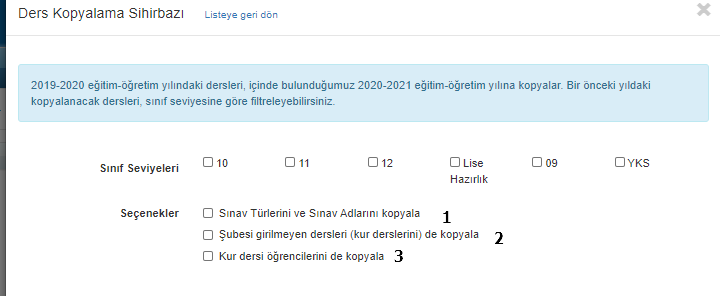 Ders Kopyalama Sihirbazı Listeye geri dön
2019-2020 eğitim-öğretim yılındaki dersleri, içinde bulunduğumuz 2020-2021 eğitim-öğretim yılına kopyalar. Bir önceki yıldaki
kopyalanacak dersleri, sınıf seviyesine göre filtreleyebilirsiniz.
Sınıf Seviyeleri 10 11 12 Lise 09 YKS
Hazırlık
Seçenekler Sınav Türlerini ve Sınav Adlarını kopyala 1
Şubesi girilmeyen dersleri (kur derslerini) de kopyala 2
Kur dersi öğrencilerini de kopyala 3